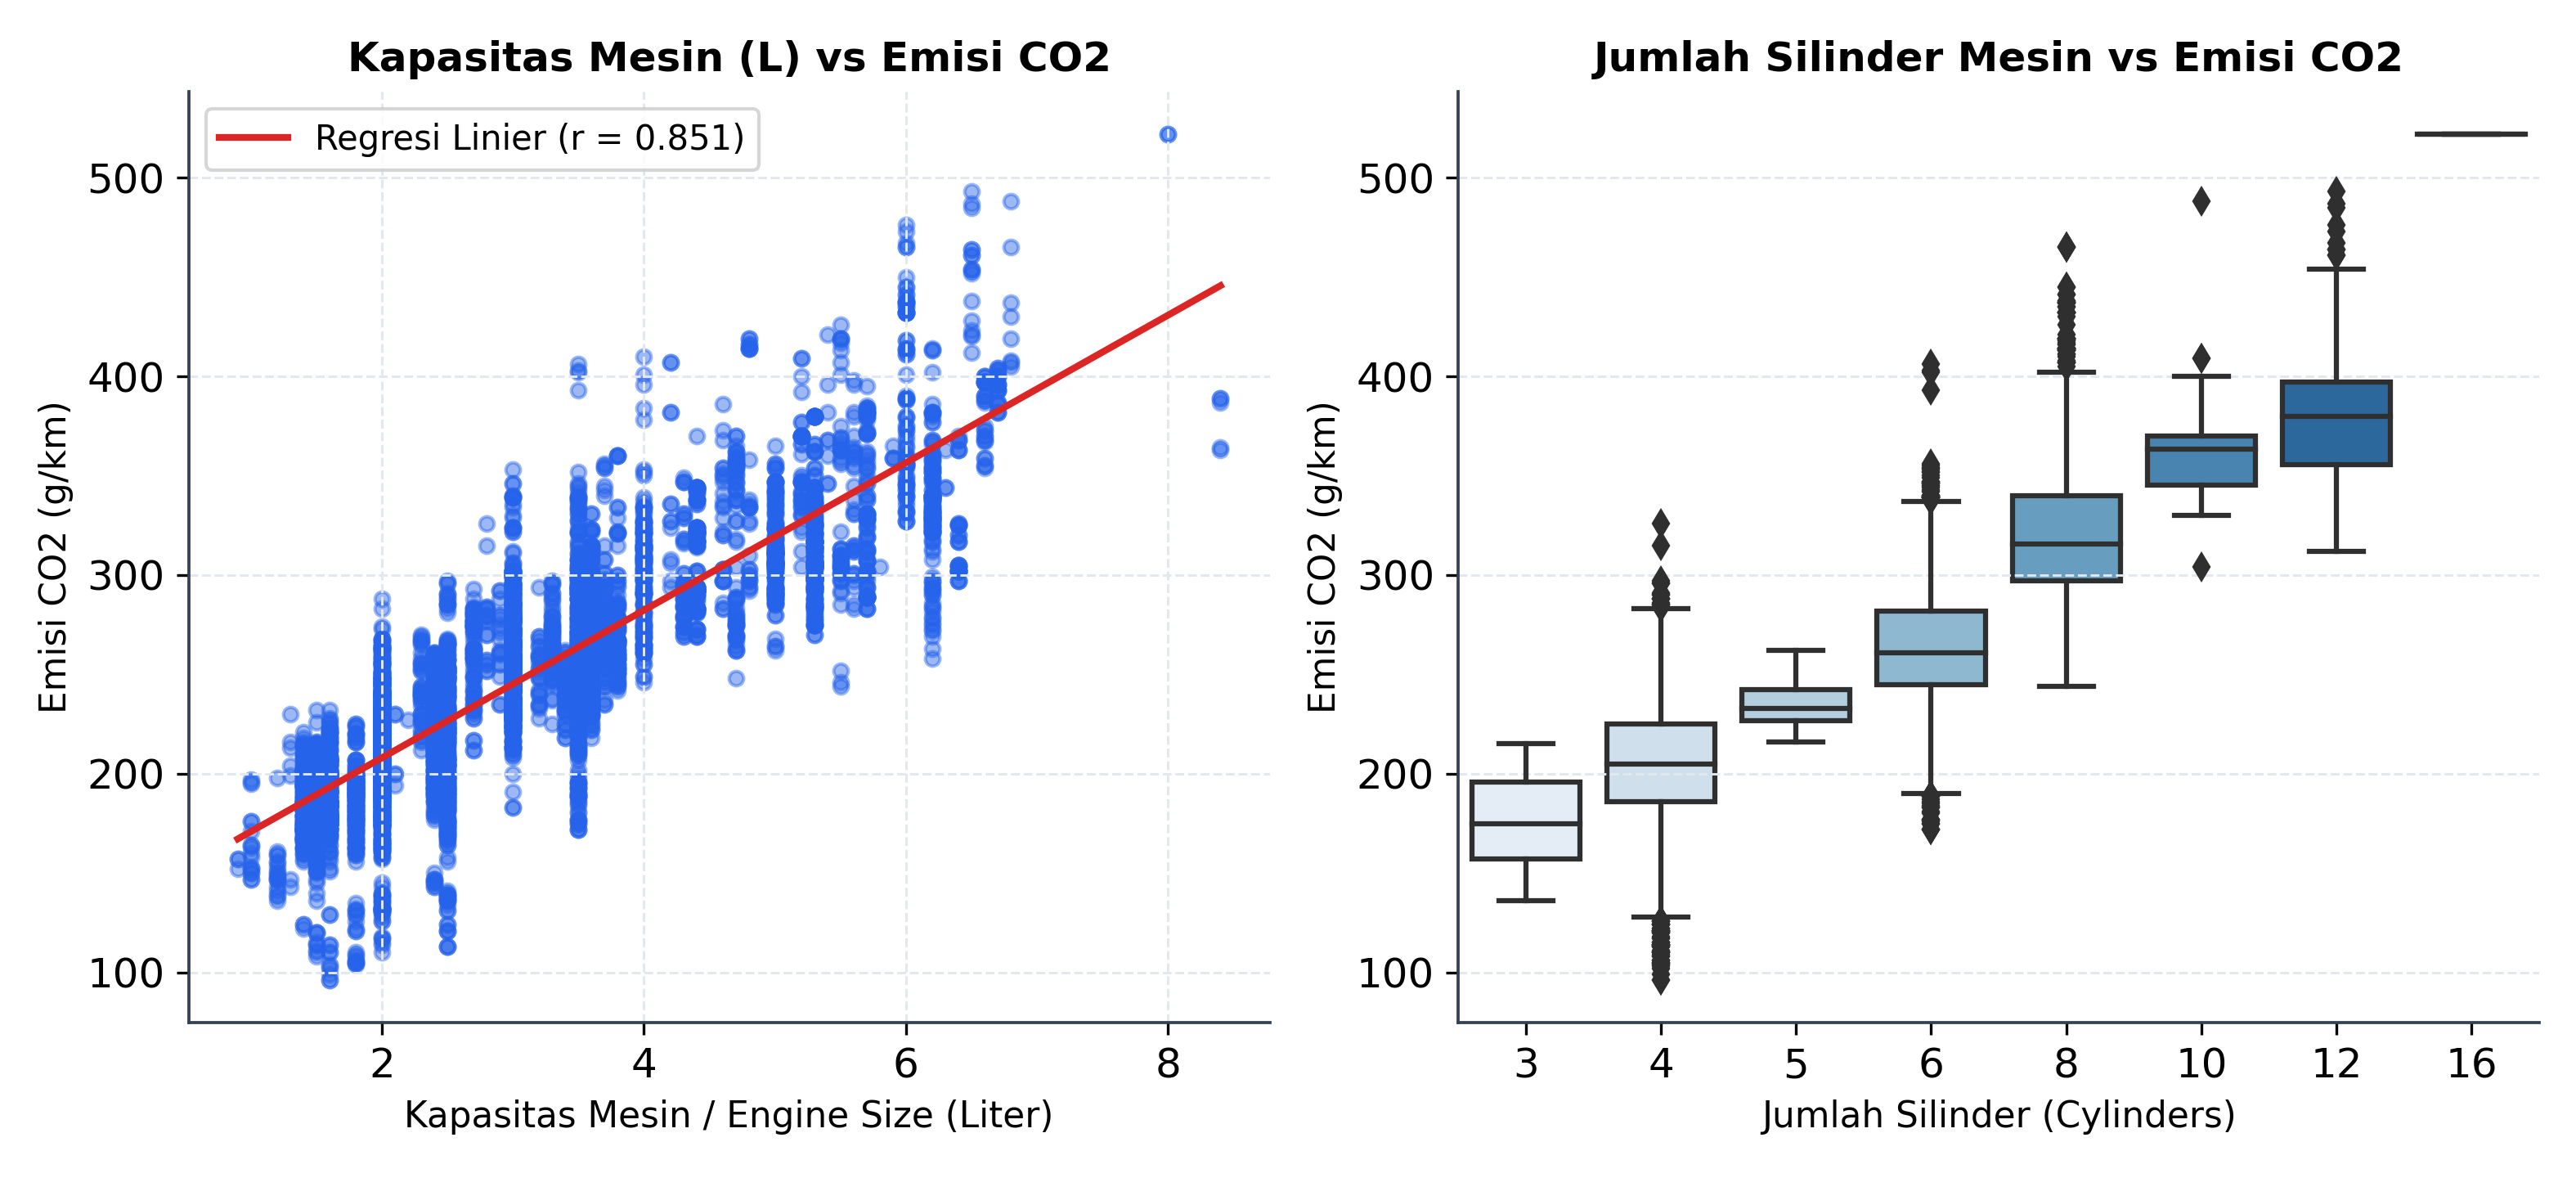 Kapasitas Mesin (L) vs Emisi CO2
Regresi Linier (r = 0.851)
500
400
300
200
100
Emisi CO2 (g/km)
2 4 6 8
Kapasitas Mesin / Engine Size (Liter)
Jumlah Silinder Mesin vs Emisi CO2
500
400
300
200
100
Emisi CO2 (g/km)
3 4 5 6 8 10 12 16
Jumlah Silinder (Cylinders)